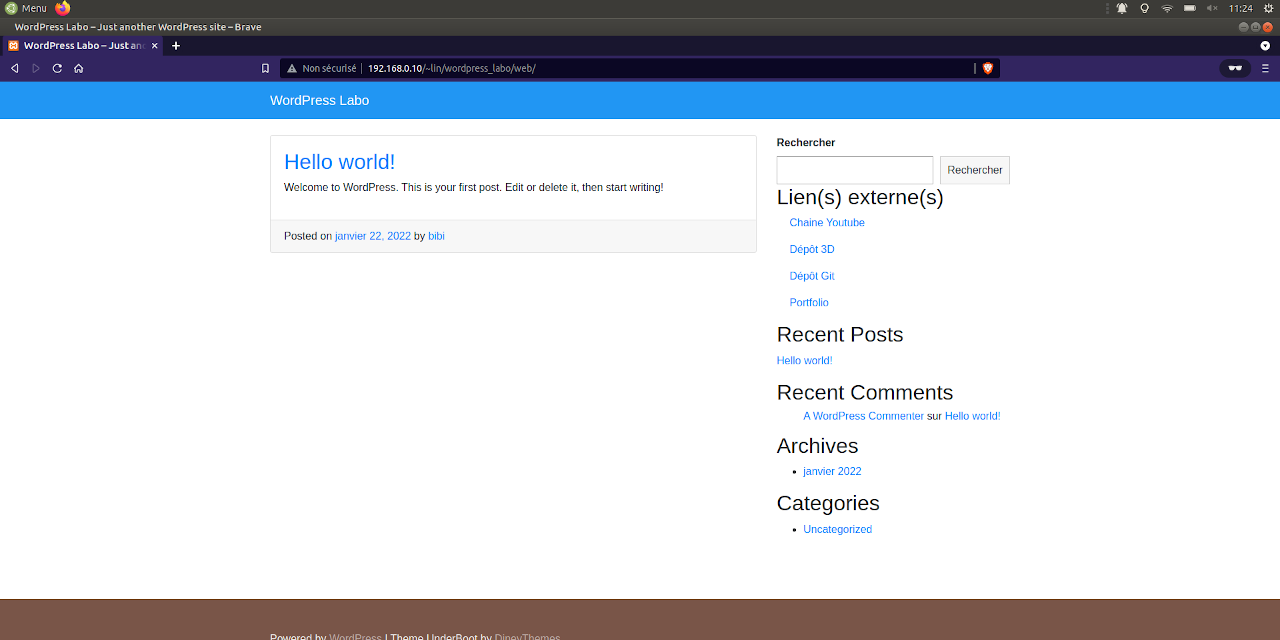 Menu
11:24
WordPress Labo – Just another WordPress site – Brave
WordPress Labo – Just an
Non sécurisé
192.168.0.10/~lin/wordpress_labo/web/
WordPress Labo
Hello world!
Welcome to WordPress. This is your first post. Edit or delete it, then start writing!
Posted on janvier 22, 2022 by bibi
Rechercher
Rechercher
Lien(s) externe(s)
Chaine Youtube
Dépôt 3D
Dépôt Git
Portfolio
Recent Posts
Hello world!
Recent Comments
A WordPress Commenter sur Hello world!
Archives
janvier 2022
Categories
Uncategorized
Powered by WordPress | Theme UnderBoot by DineyThemes